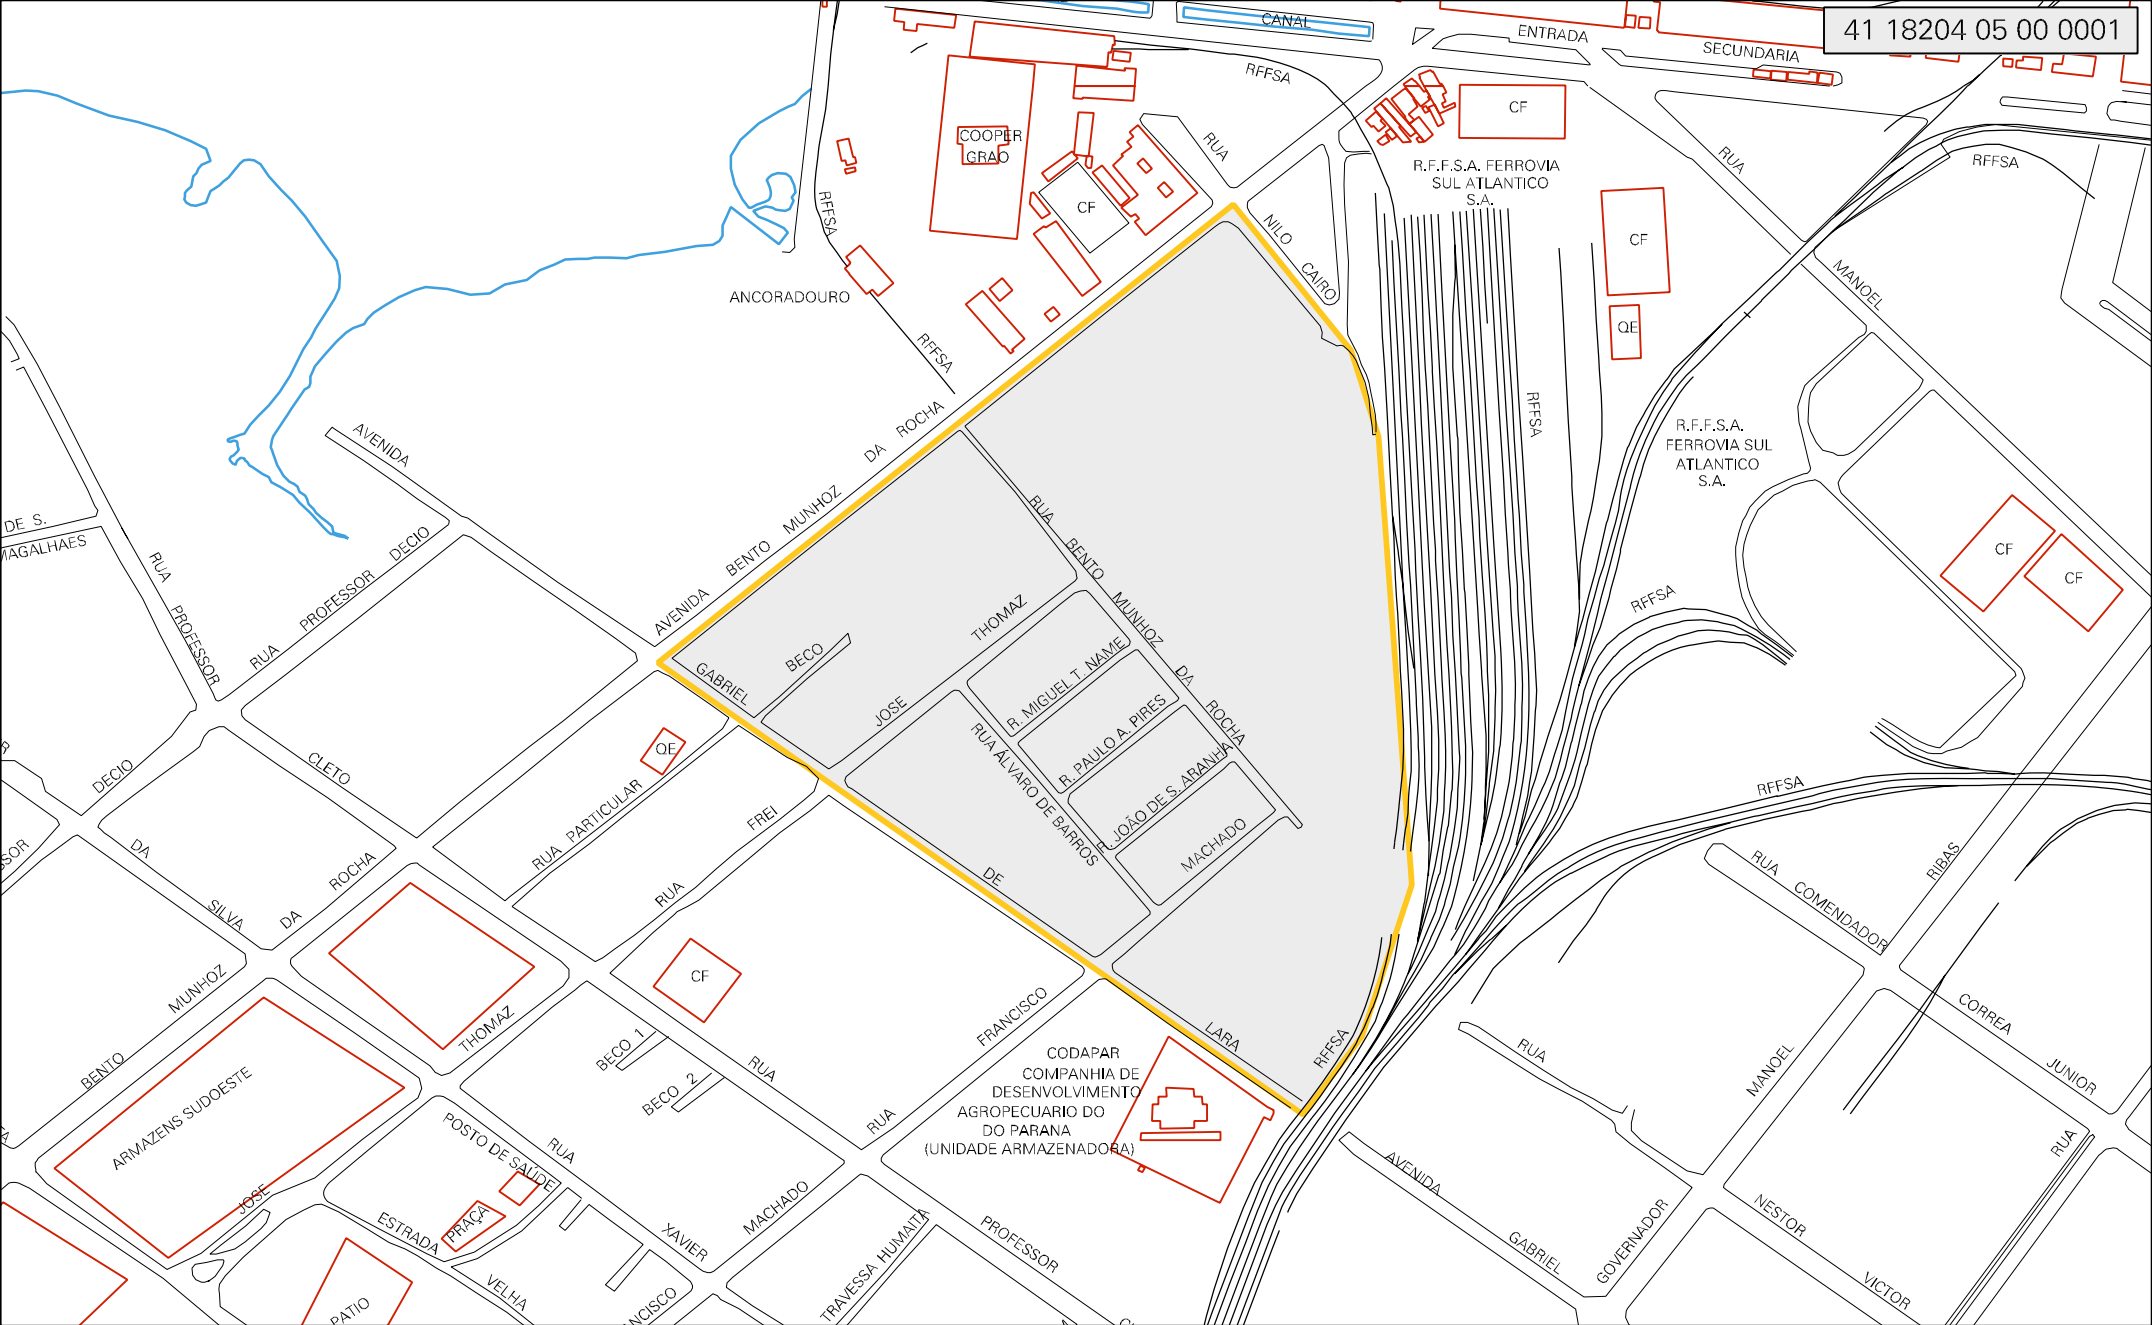 41 18204 05 00 0001
CANAL
ENTRADA
SECUNDARIA
RFFSA
CF
COOPER
GRAO
RUA
R.F.F.S.A. FERROVIA
SUL ATLANTICO
S.A.
RUA
RFFSA
CF
RFFSA
NILO
CAIRO
CF
MANOEL
ANCORADOURO
QE
RFFSA
RFFSA
R.F.F.S.A.
FERROVIA SUL
ATLANTICO
S.A.
AVENIDA
DA
ROCHA
MUNHOZ
BENTO
AVENIDA
DE S.
MAGALHAES
RUA
PROFESSOR
RUA
PROFESSOR
DECIO
RUA
BENTO
MUNHOZ
DA
ROCHA
CF
CF
RFFSA
THOMAZ
JOSE
BECO
GABRIEL
R. MIGUEL T. NAME
R. PAULO A. PIRES
R. JOÃO DE S. ARANHA
RUA ÁLVARO DE BARROS
MACHADO
DE
LARA
RFFSA
QE
RUA PARTICULAR
FREI
RUA
CLETO
DECIO
DA
SILVA
ROCHA
DA
MUNHOZ
BENTO
SSOR
R
RFFSA
RIBAS
RUA
COMENDADOR
CORREA
JUNIOR
CF
THOMAZ
FRANCISCO
RUA
BECO 1
BECO 2
RUA
CODAPAR
COMPANHIA DE
DESENVOLVIMENTO
AGROPECUARIO DO
DO PARANA
(UNIDADE ARMAZENADORA)
RUA
MANOEL
ARMAZENS SUDOESTE
POSTO DE SAÚDE
RUA
JOSE
PRAÇA
ESTRADA
VELHA
PATIO
XAVIER
MACHADO
TRAVESSA HUMAITÁ
PROFESSOR
AVENIDA
GABRIEL
GOVERNADOR
NESTOR
VICTOR
RUA
NCISCO